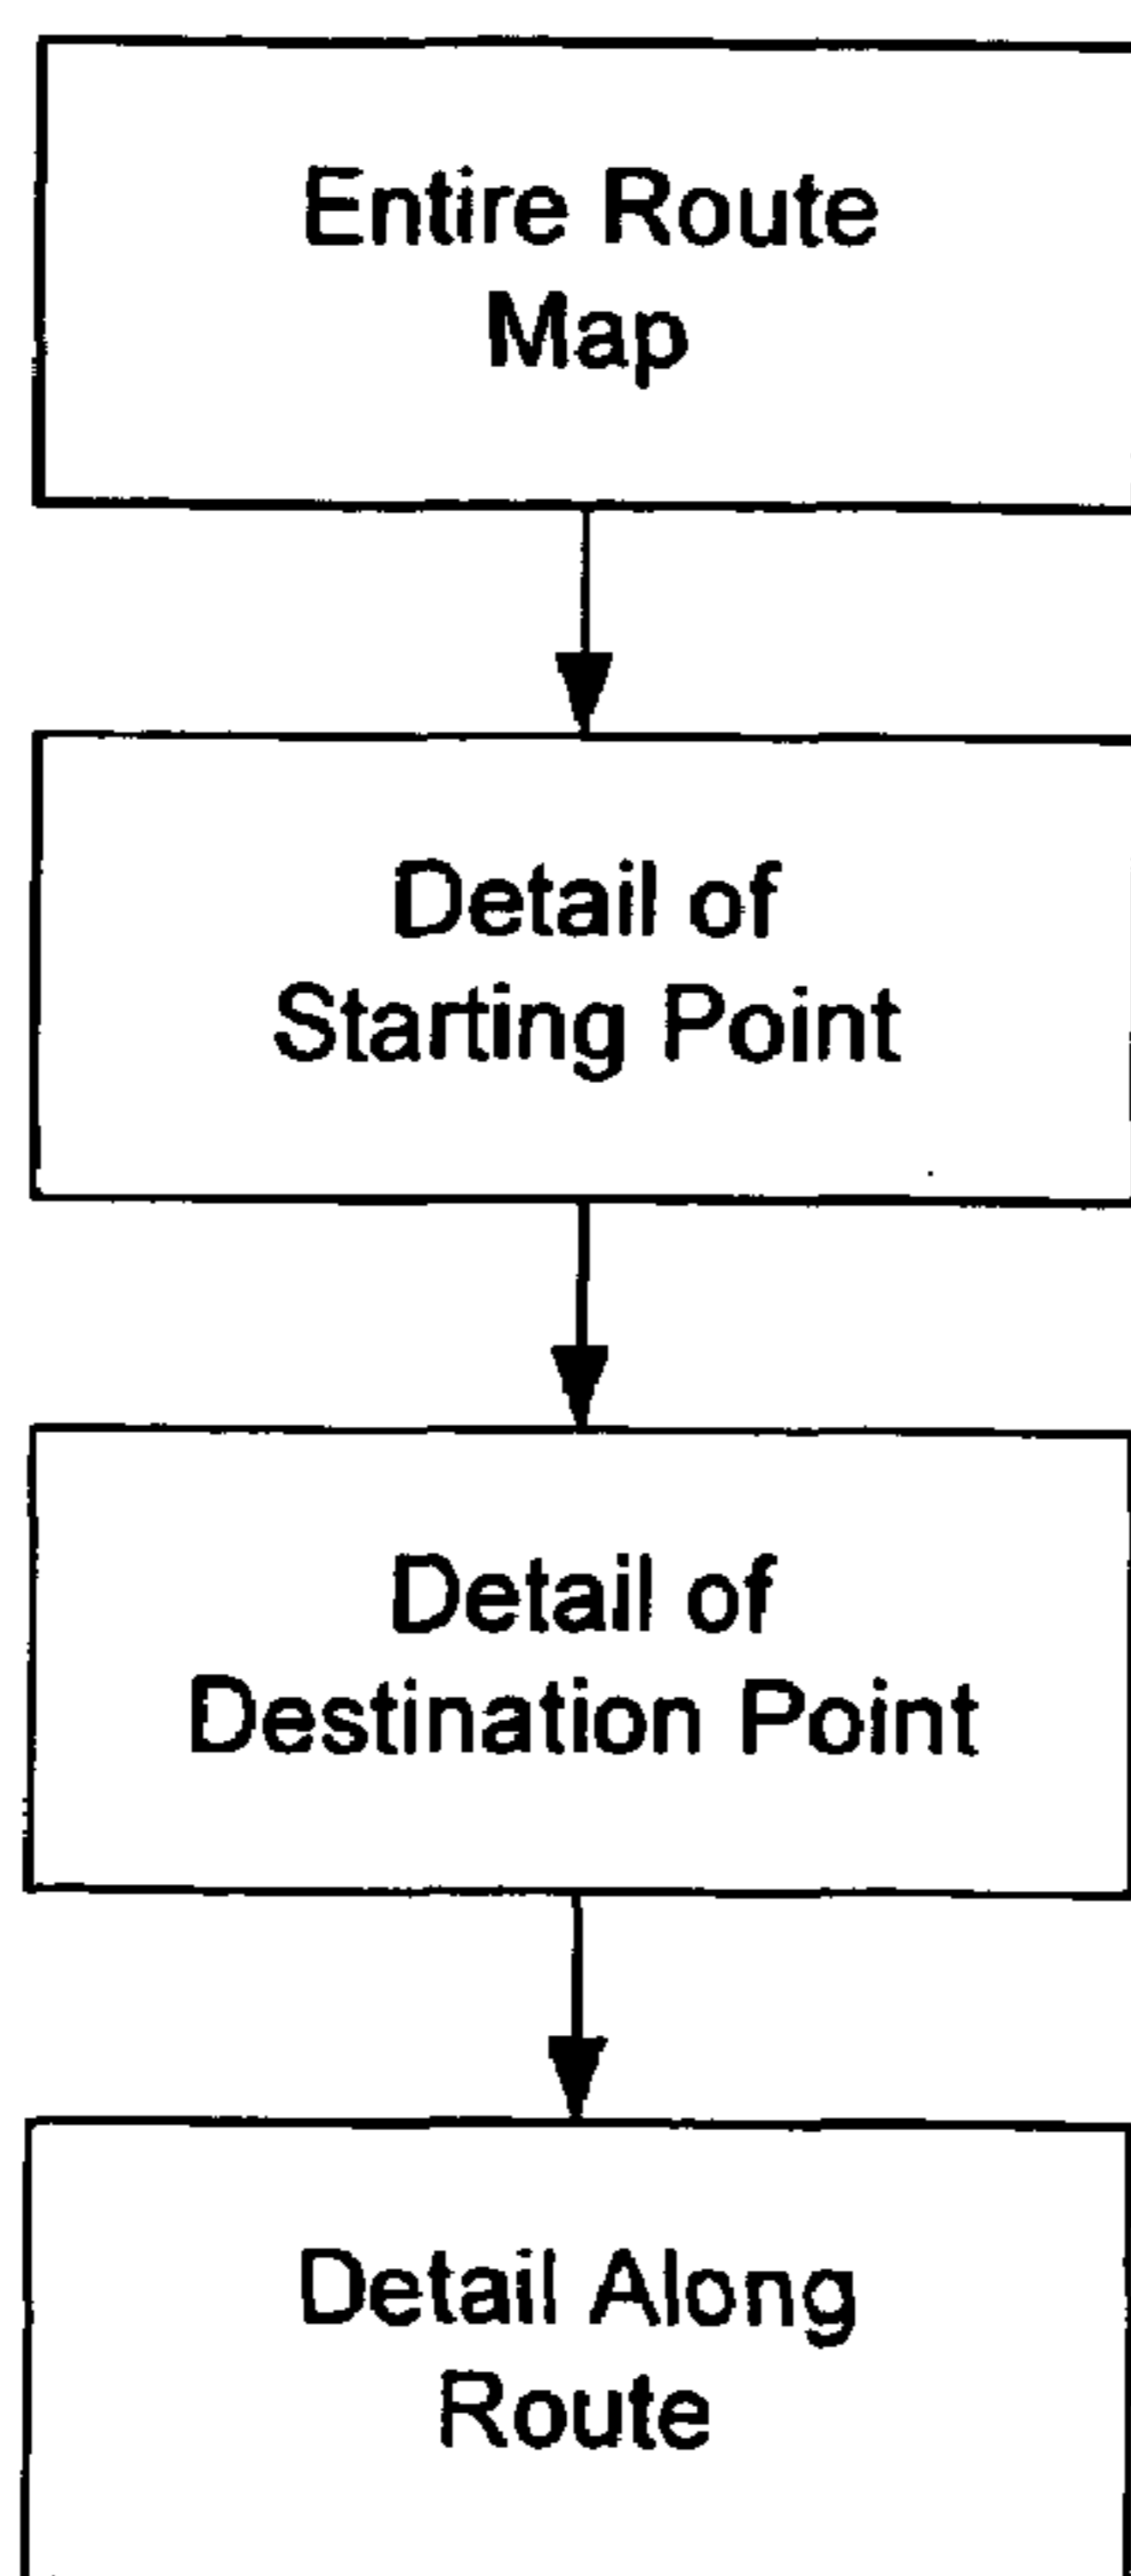 Entire Route
Map
Detail of
Starting Point
Detail of
Destination Point
Detail Along
Route